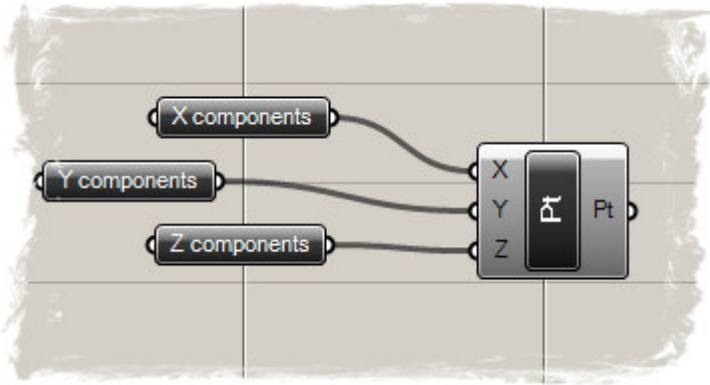 X components
Y components
Z components
X
Y
Z
Pt
Pt